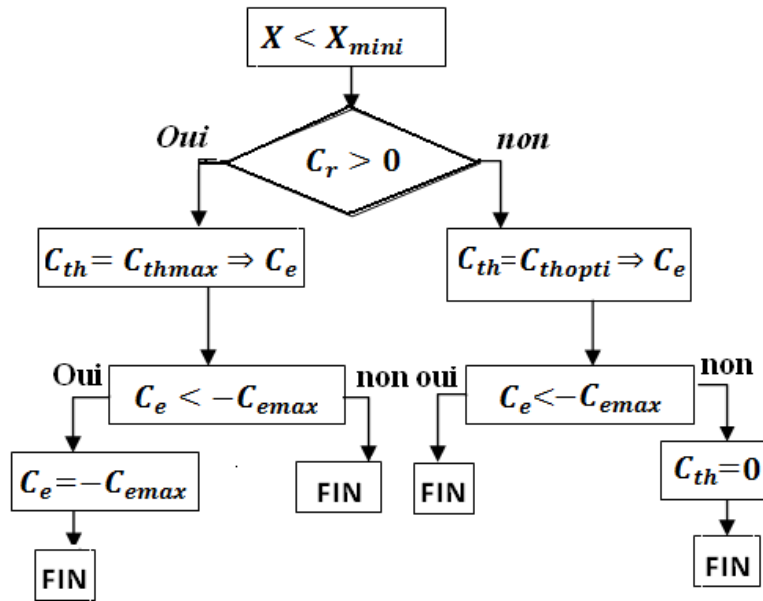 X < X_mini
Oui
non
C_r > 0
C_th = C_thmax ⇒ C_e
C_th = C_thopti ⇒ C_e
Oui
C_e < −C_emax
non
oui
C_e < −C_emax
non
C_e = −C_emax
FIN
FIN
C_th = 0
FIN
FIN